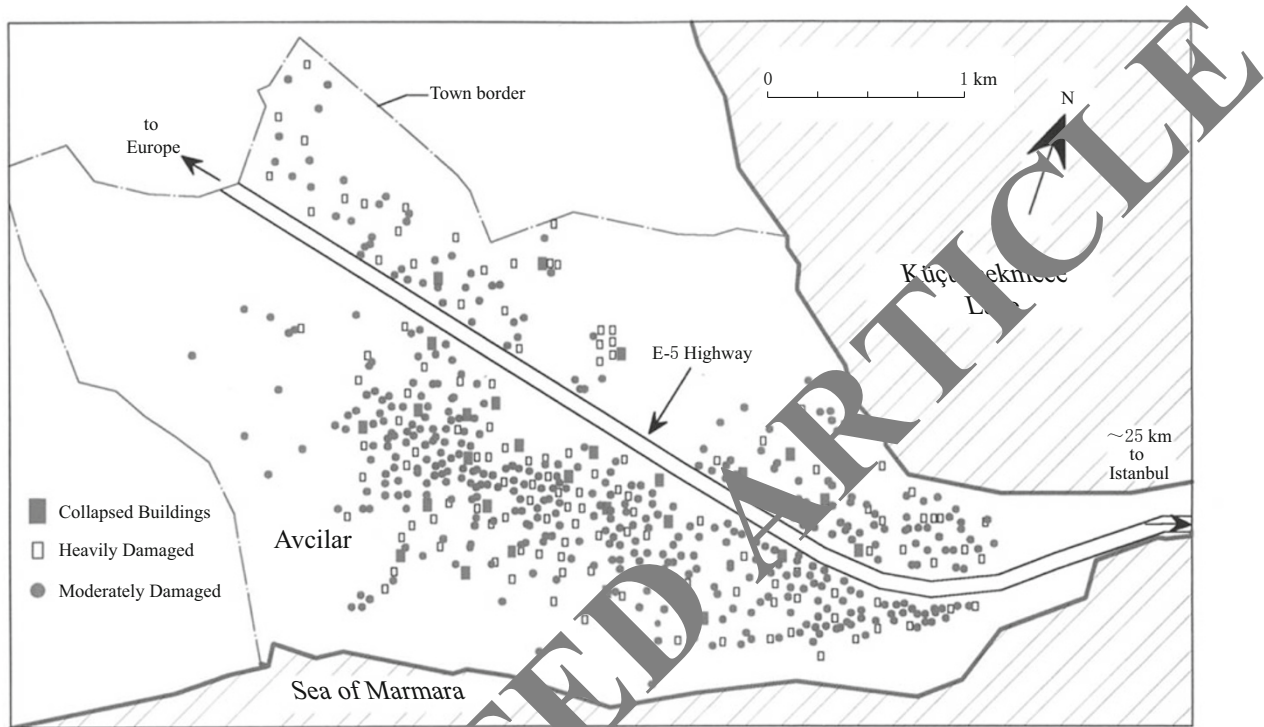 0 1 km
N
Town border
to
Europe
E-5 Highway
~25 km
to
Istanbul
Collapsed Buildings
Heavily Damaged
Moderately Damaged
Avcilar
Sea of Marmara
ARTICLE